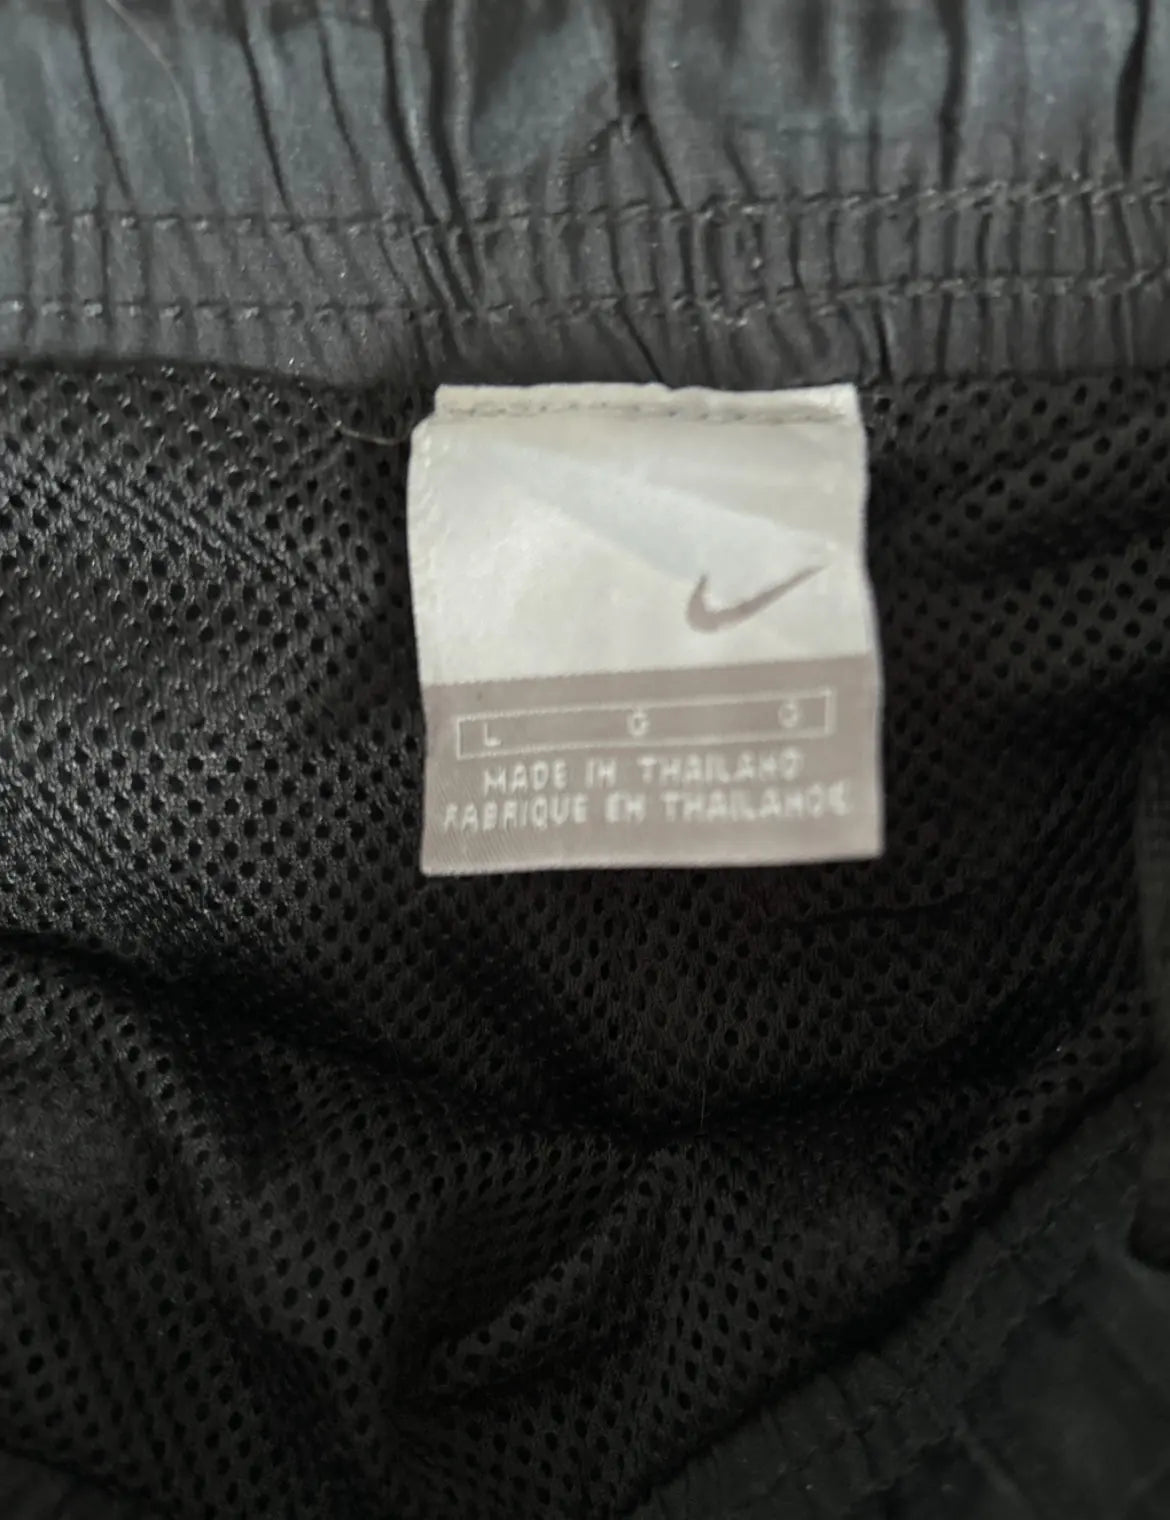 L G G
MADE IN THAILAND
FABRIQUE EN THAILANDE